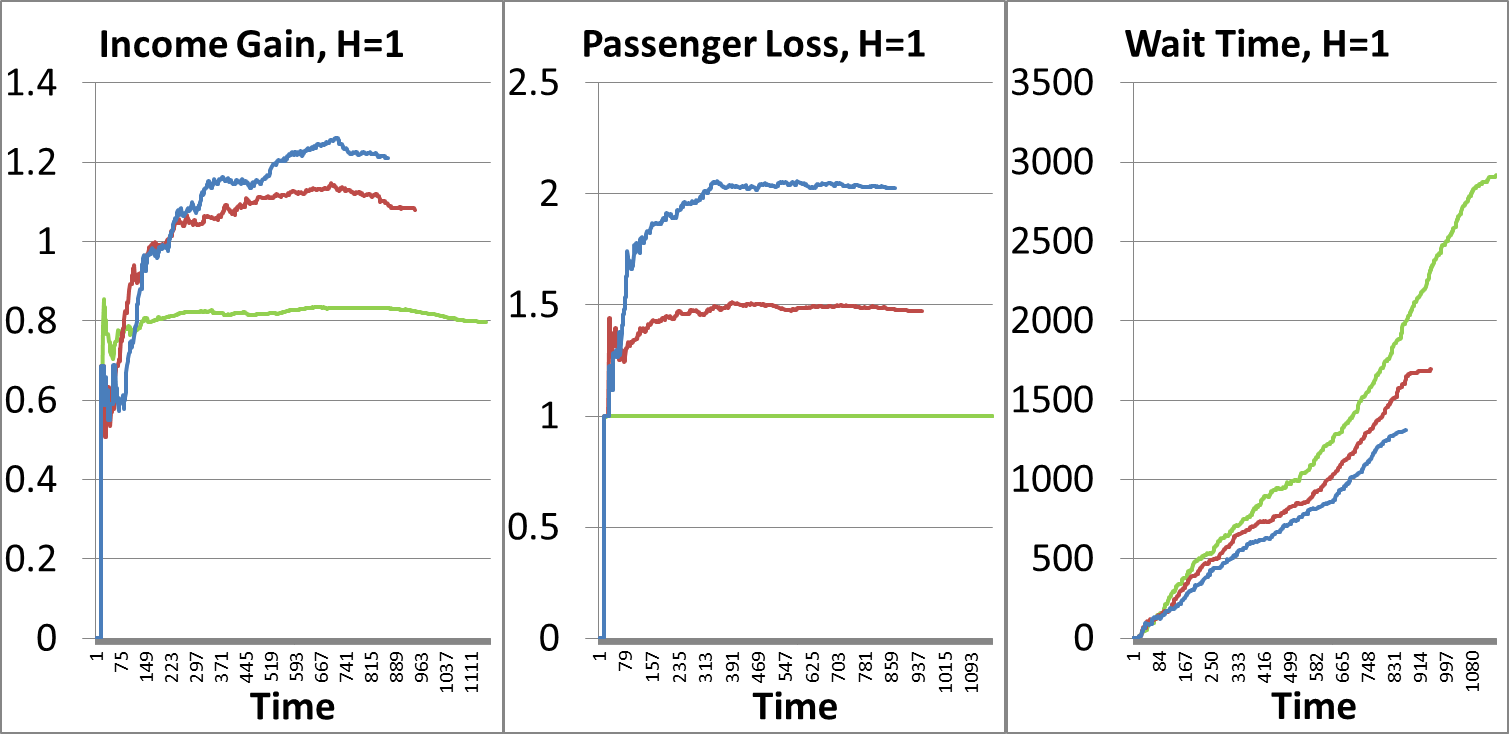 Income Gain, H=1
1.4
1.2
1
0.8
0.6
0.4
0.2
0
1 75 149 223 297 371 445 519 593 667 741 815 889 963 1037 1111
Time
Passenger Loss, H=1
2.5
2
1.5
1
0.5
0
1 79 157 235 313 391 469 547 625 703 781 859 937 1015 1093
Time
Wait Time, H=1
3500
3000
2500
2000
1500
1000
500
0
1 84 167 250 333 416 499 582 665 748 831 914 997 1080
Time